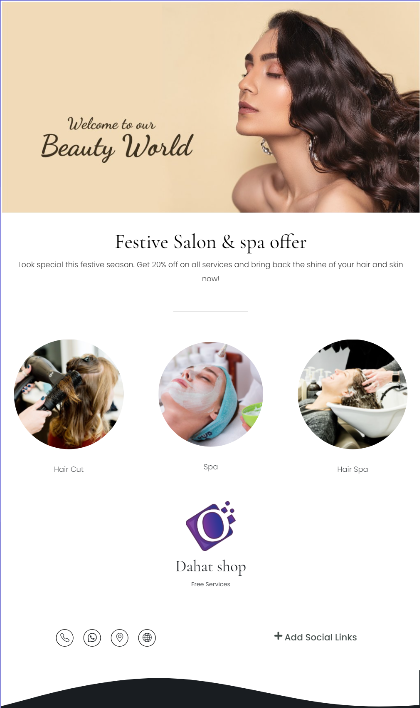 Welcome to our
Beauty World
Festive Salon & spa offer
Look special this festive season. Get 20% off on all services and bring back the shine of your hair and skin
now!
Hair Cut
Spa
Hair Spa
Dahat shop
Free Services
+ Add Social Links